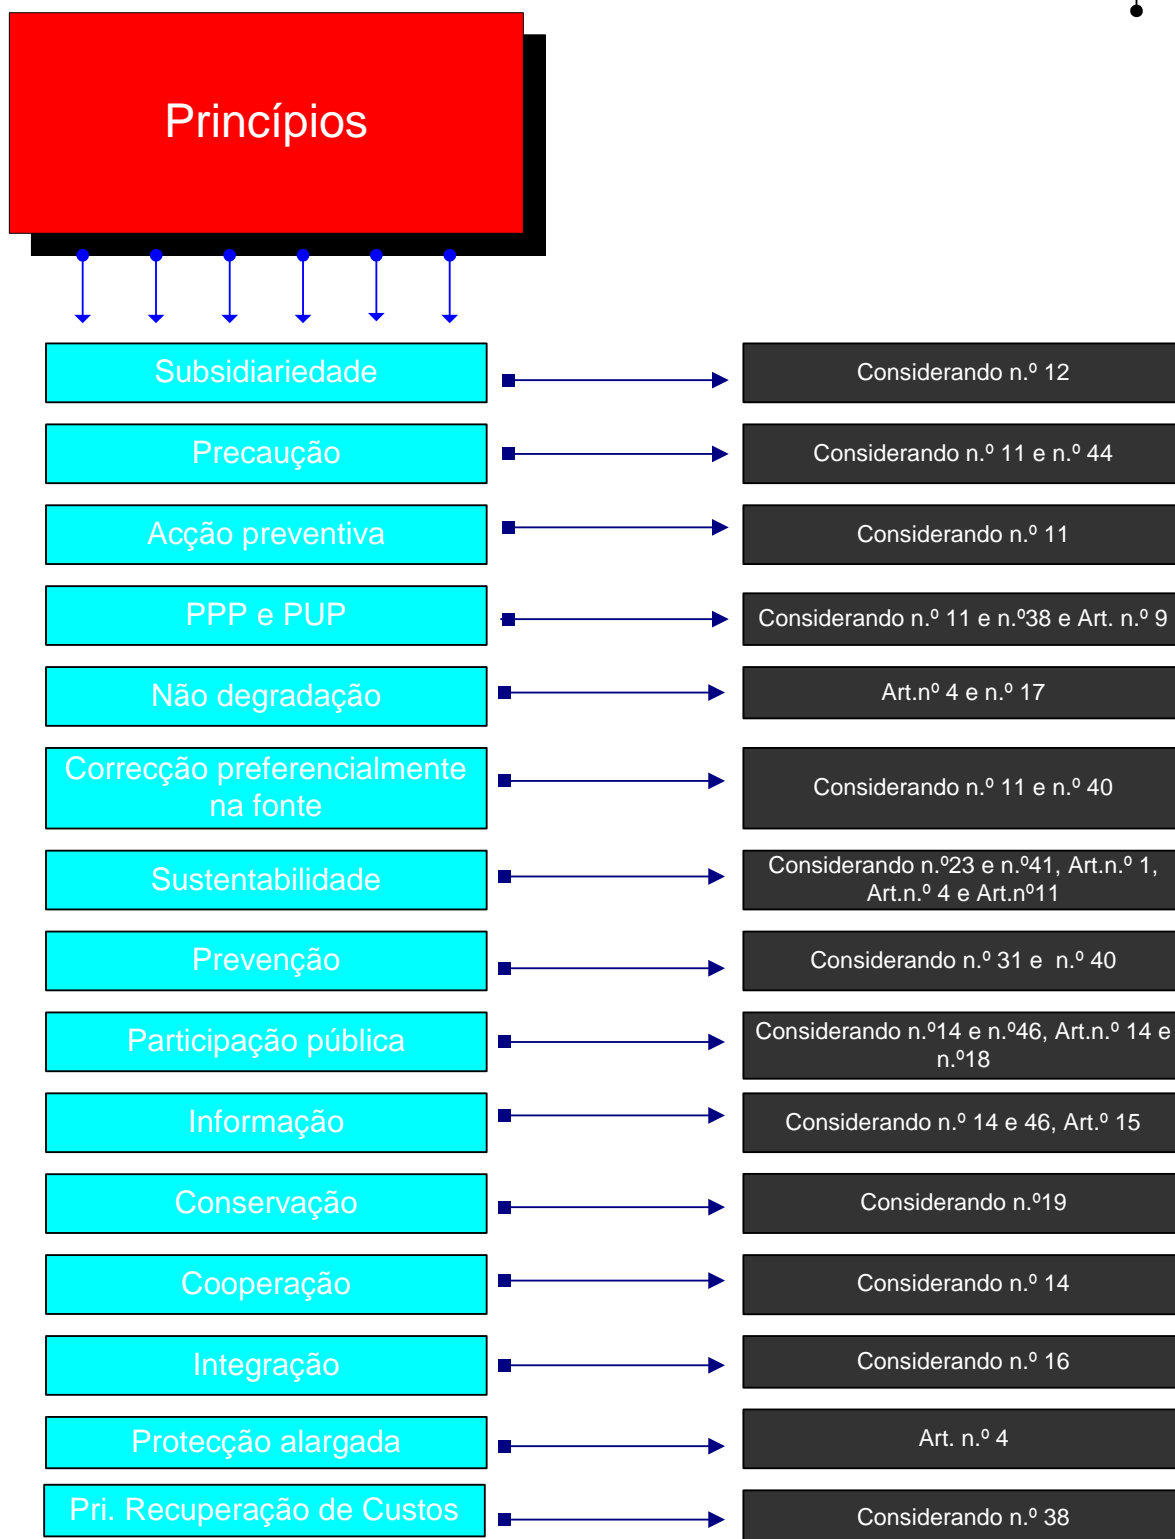 Princípios
Subsidiariedade
Considerando n.º 12
Precaução
Considerando n.º 11 e n.º 44
Acção preventiva
Considerando n.º 11
PPP e PUP
Considerando n.º 11 e n.º38 e Art. n.º 9
Não degradação
Art.nº 4 e n.º 17
Correcção preferencialmente
na fonte
Considerando n.º 11 e n.º 40
Sustentabilidade
Considerando n.º23 e n.º41, Art.n.º 1,
Art.n.º 4 e Art.nº11
Prevenção
Considerando n.º 31 e  n.º 40
Participação pública
Considerando n.º14 e n.º46, Art.n.º 14 e
n.º18
Informação
Considerando n.º 14 e 46, Art.º 15
Conservação
Considerando n.º19
Cooperação
Considerando n.º 14
Integração
Considerando n.º 16
Protecção alargada
Art. n.º 4
Pri. Recuperação de Custos
Considerando n.º 38